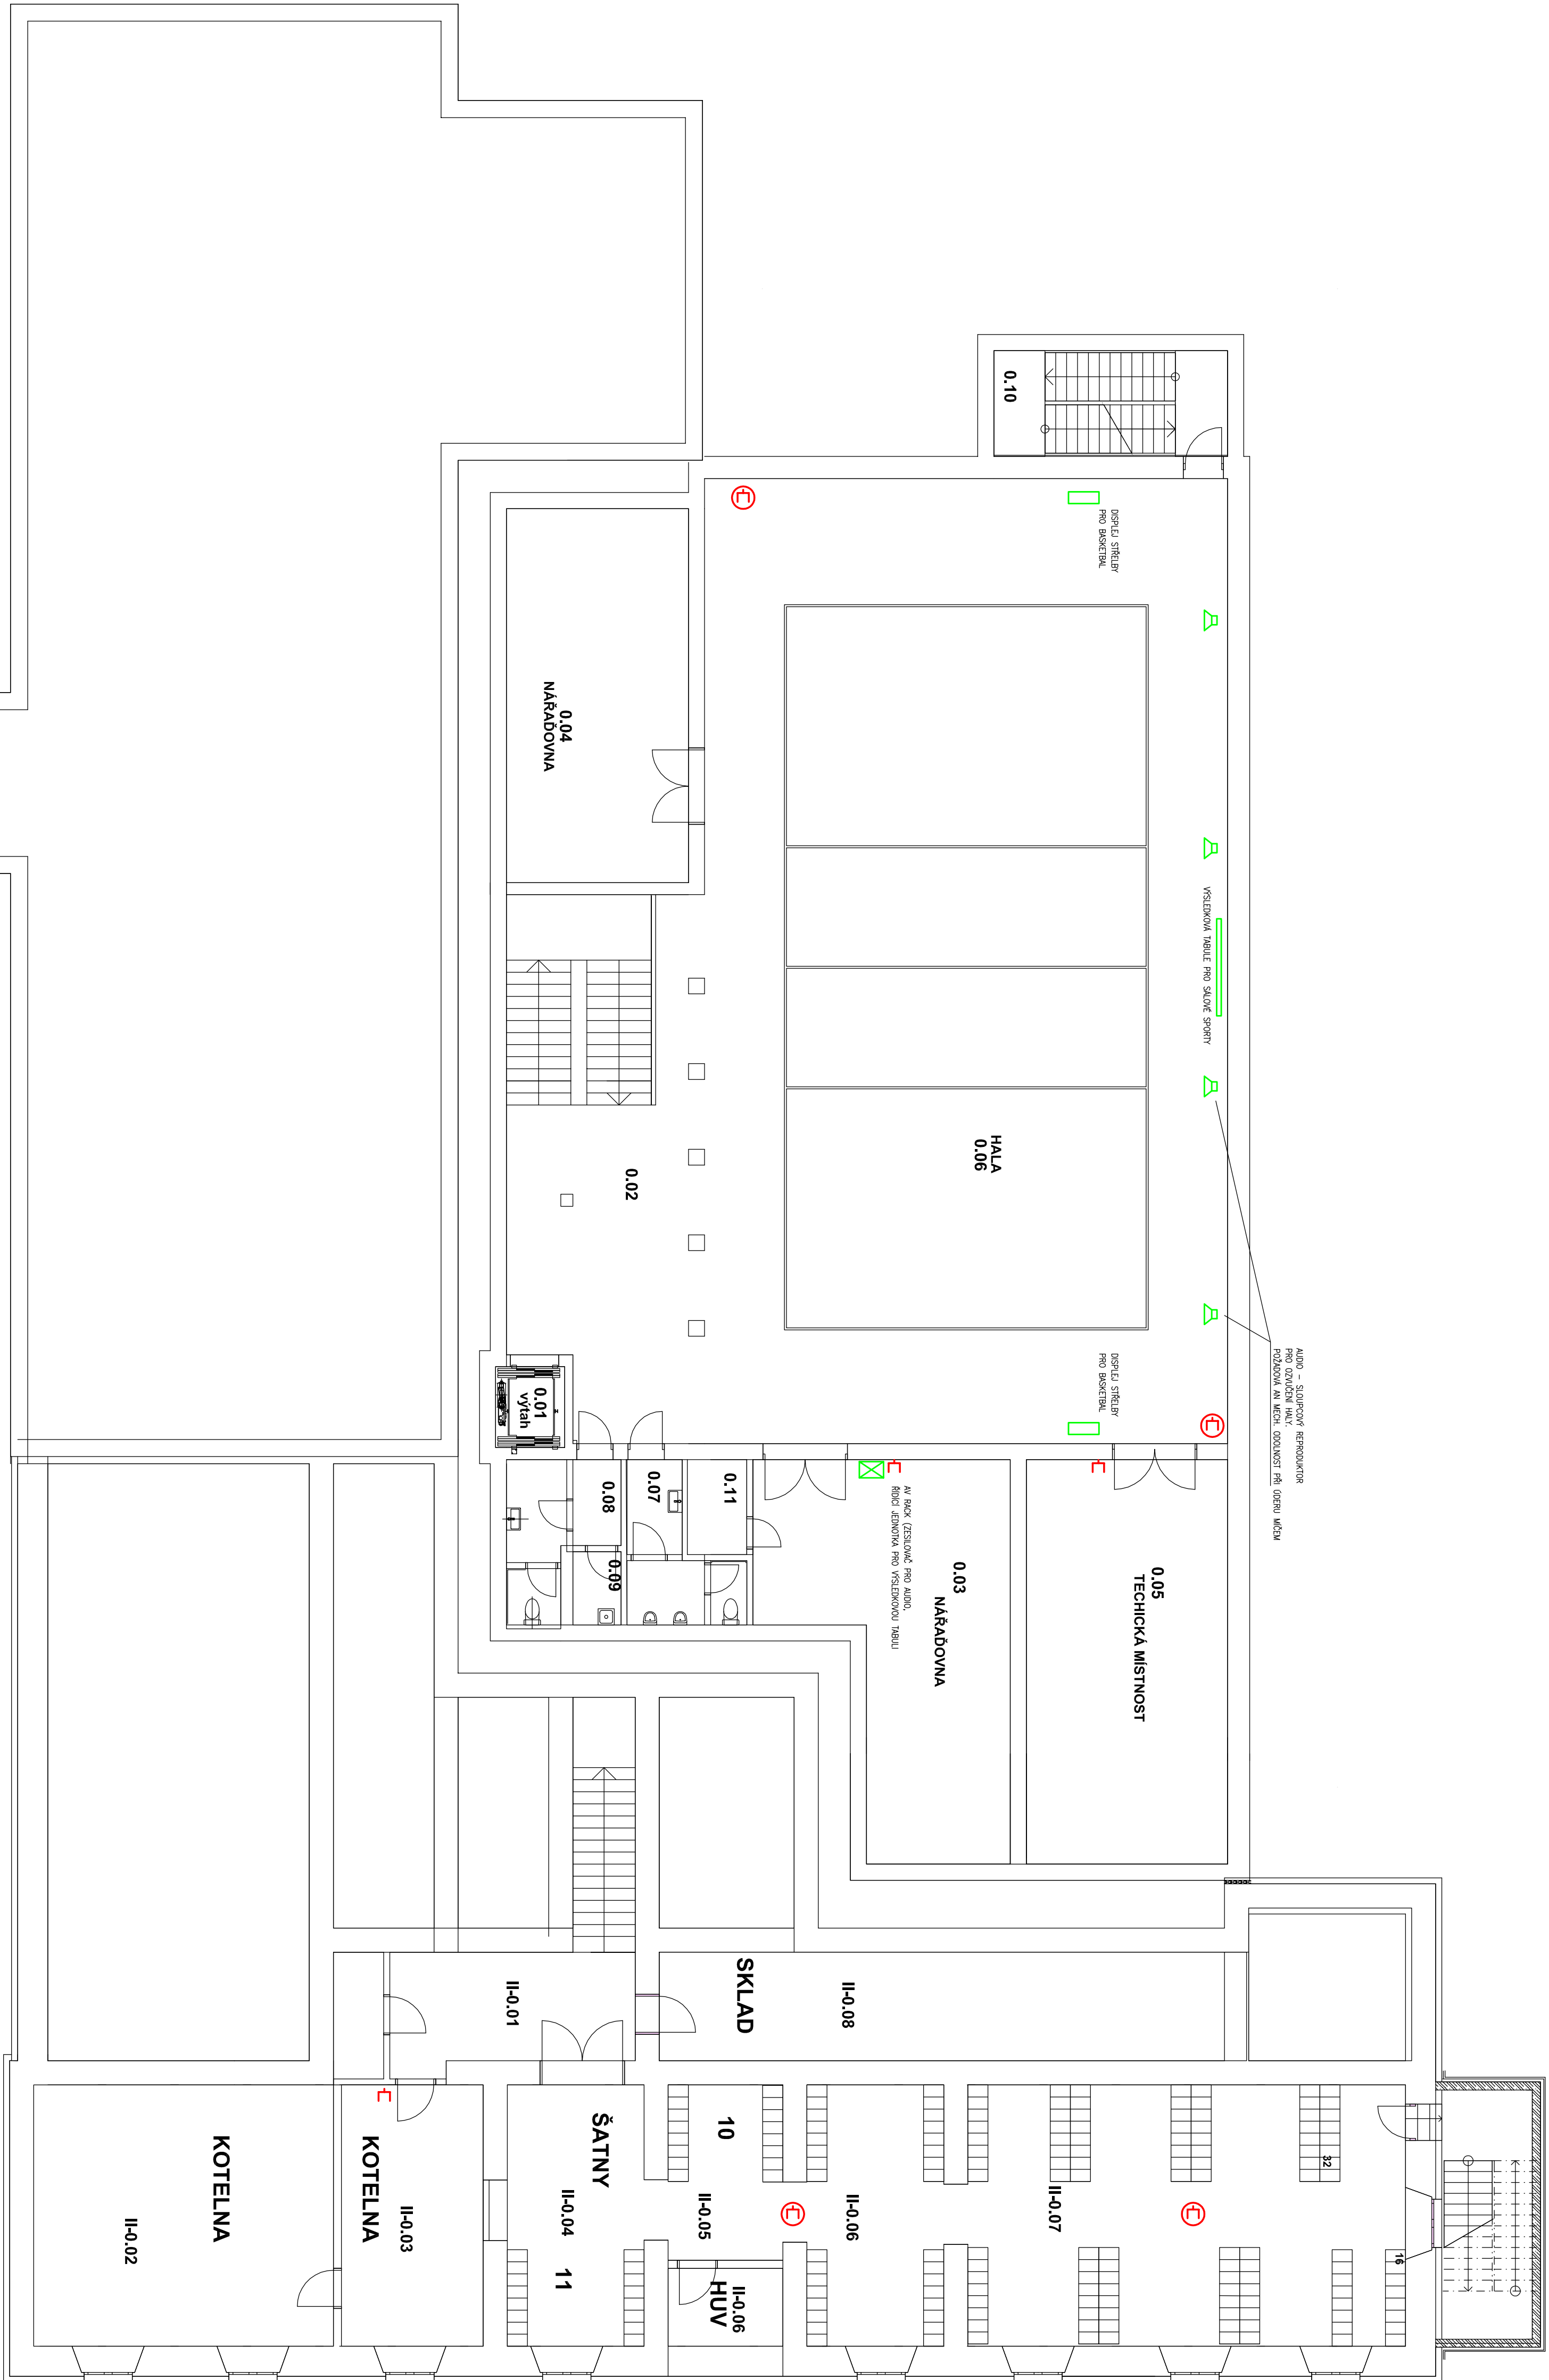 0.10
DISPLEJ STŘELBY
PRO BASKETBAL
0.04
NÁŘAĎOVNA
VÝSLEDKOVÁ TABULE PRO SÁLOVÉ SPORTY
HALA
0.06
0.02
AUDIO – SLOUPCOVÝ REPRODUKTOR
PRO OZVUČENÍ HALY.
POŽADOVÁ AN MECH. ODOLNOST PŘI ÚDERU MÍČEM
DISPLEJ STŘELBY
PRO BASKETBAL
0.01
výtah
0.11
0.07
0.08
0.09
AV RACK (ZESILOVAČ PRO AUDIO,
ŘÍDICÍ JEDNOTKA PRO VÝSLEDKOVOU TABULI
0.03
NÁŘAĎOVNA
0.05
TECHICKÁ MÍSTNOST
SKLAD
II-0.08
II-0.01
32
10
ŠATNY
KOTELNA
KOTELNA
II-0.07
II-0.06
II-0.05
II-0.04
II-0.03
II-0.02
16
11
II-0.06
HUV